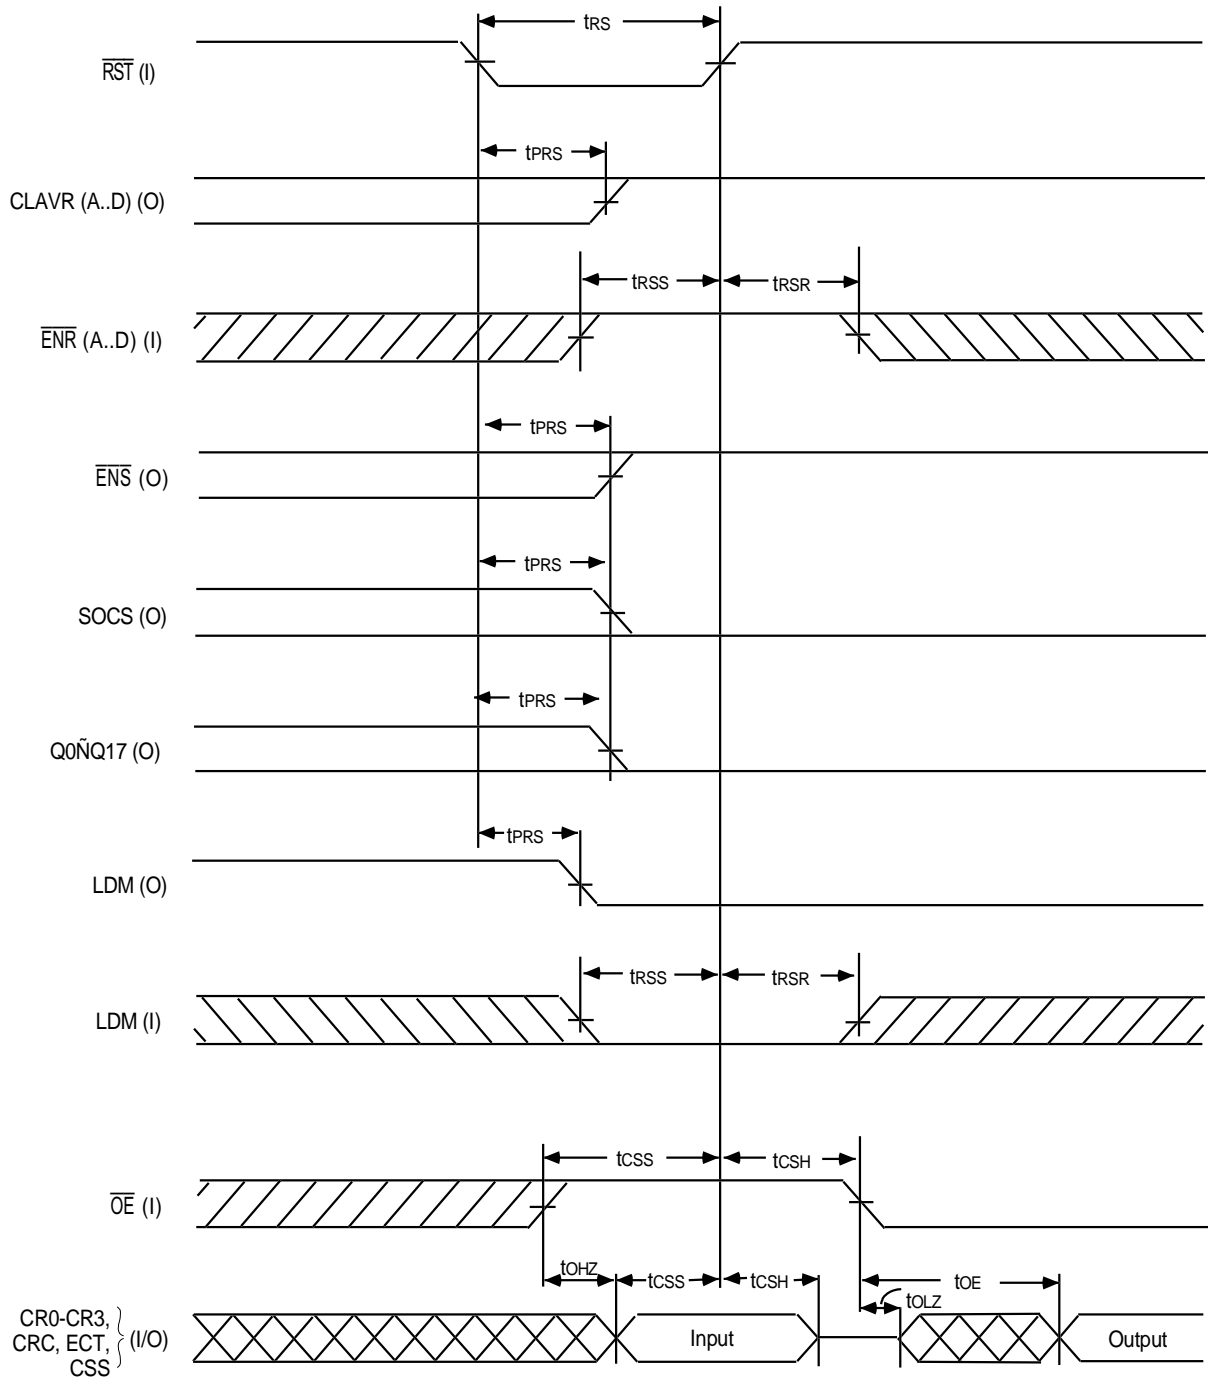 tRS
RST (I)
tPRS
CLAVR (A..D) (O)
tRSS
tRSR
ENR (A..D) (I)
tPRS
ENS (O)
tPRS
SOCS (O)
tPRS
Q0ÑQ17 (O)
tPRS
LDM (O)
tRSS
tRSR
LDM (I)
tCSS
tCSH
OE (I)
tOHZ
tCSS
tCSH
tOE
tOLZ
CR0-CR3,
CRC, ECT,
CSS
(I/O)
Input
Output